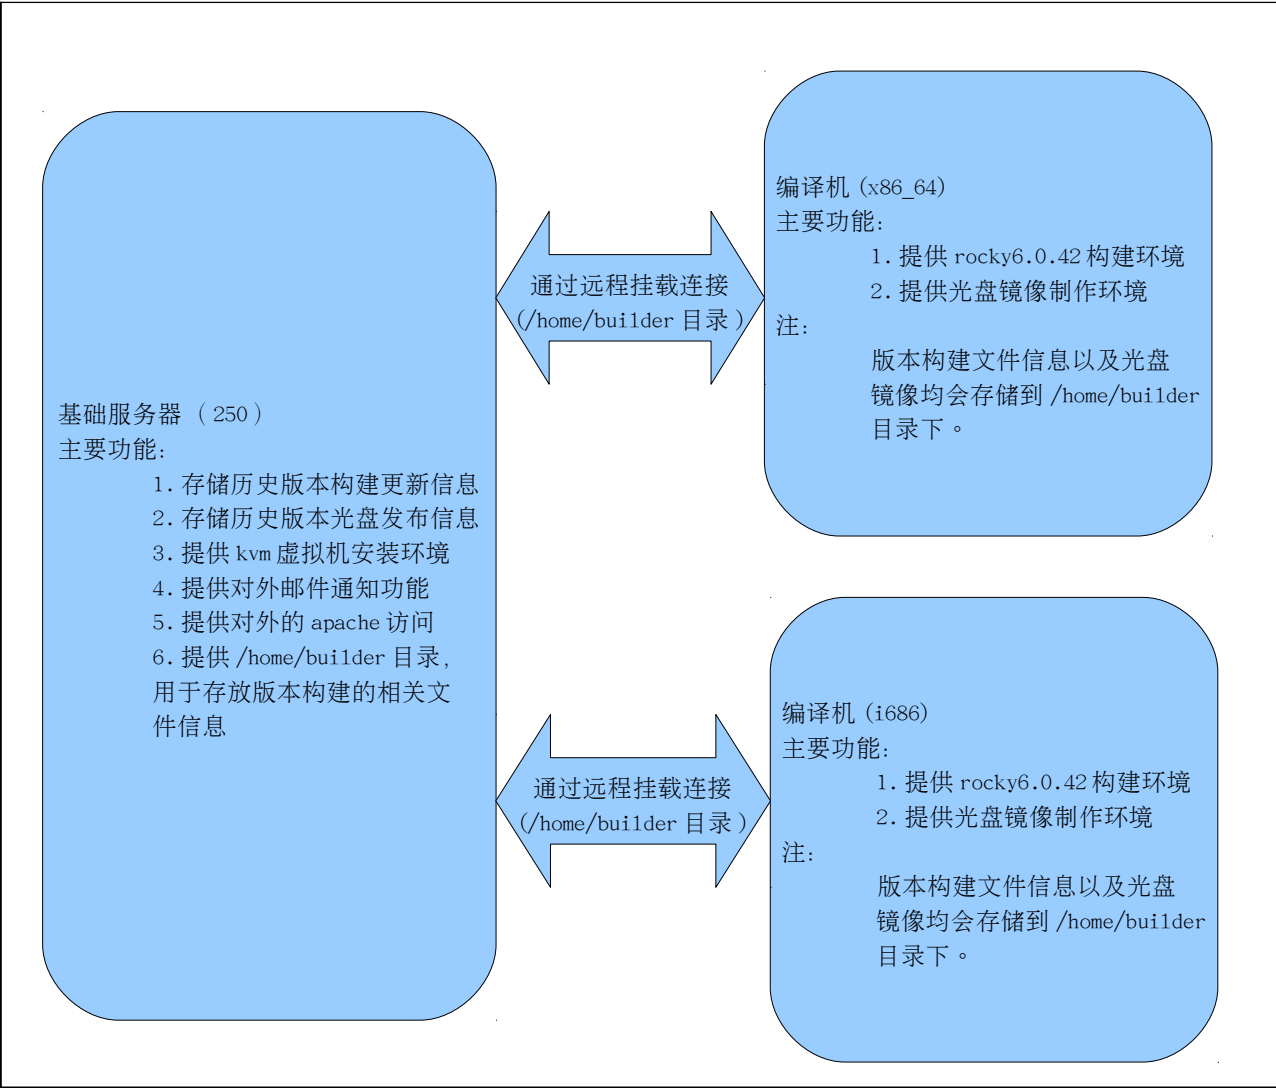 基础服务器（250）
主要功能:
1.存储历史版本构建更新信息
2.存储历史版本光盘发布信息
3.提供 kvm 虚拟机安装环境
4.提供对外邮件通知功能
5.提供对外的 apache 访问
6.提供 /home/builder 目录,
用于存放版本构建的相关文
件信息
通过远程挂载连接
(/home/builder 目录 )
编译机 (x86_64)
主要功能:
1.提供 rocky6.0.42 构建环境
2.提供光盘镜像制作环境
注:
版本构建文件信息以及光盘
镜像均会存储到 /home/builder
目录下。
通过远程挂载连接
(/home/builder 目录 )
编译机 (i686)
主要功能:
1.提供 rocky6.0.42 构建环境
2.提供光盘镜像制作环境
注:
版本构建文件信息以及光盘
镜像均会存储到 /home/builder
目录下。